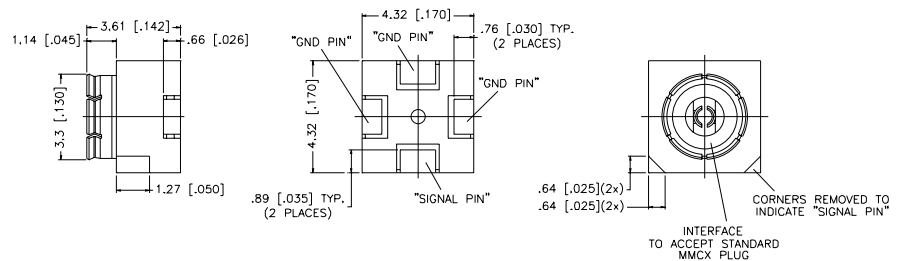 3.61 [.142]
1.14 [.045]
.66 [.026]
3.3 [.130]
1.27 [.050]
4.32 [.170]
.76 [.030] TYP.
(2 PLACES)
"GND PIN"
"GND PIN"
"GND PIN"
4.32 [.170]
.89 [.035] TYP.
(2 PLACES)
"SIGNAL PIN"
.64 [.025](2x)
.64 [.025](2x)
CORNERS REMOVED TO
INDICATE "SIGNAL PIN"
INTERFACE
TO ACCEPT STANDARD
MMCX PLUG